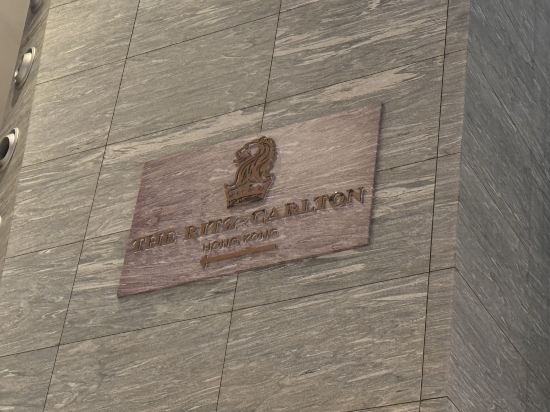 THE RITZ-CARLTON
HONG KONG